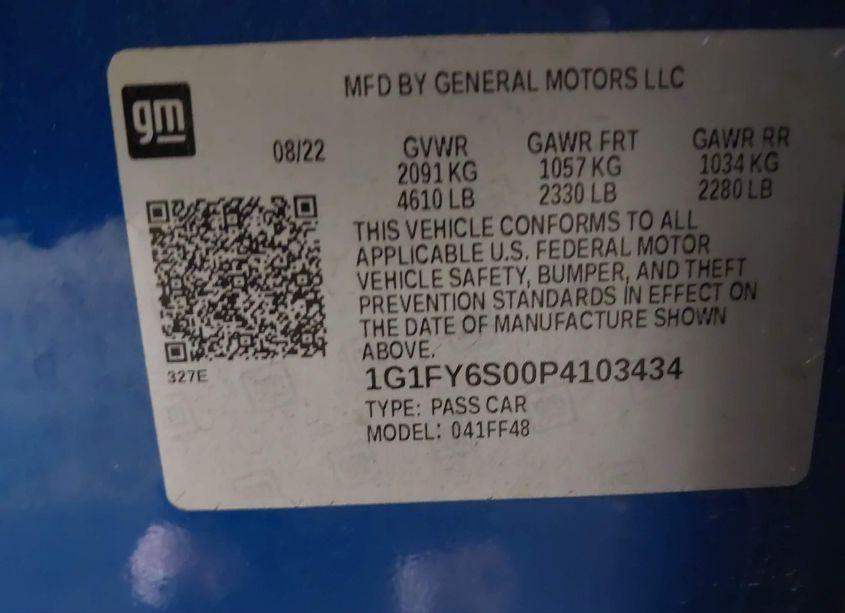 gm
MFD BY GENERAL MOTORS LLC
08/22 GVWR GAWR FRT GAWR RR
2091 KG 1057 KG 1034 KG
4610 LB 2330 LB 2280 LB
THIS VEHICLE CONFORMS TO ALL
APPLICABLE U.S. FEDERAL MOTOR
VEHICLE SAFETY, BUMPER, AND THEFT
PREVENTION STANDARDS IN EFFECT ON
THE DATE OF MANUFACTURE SHOWN
ABOVE.
327E
1G1FY6S00P4103434
TYPE: PASS CAR
MODEL: 041FF48